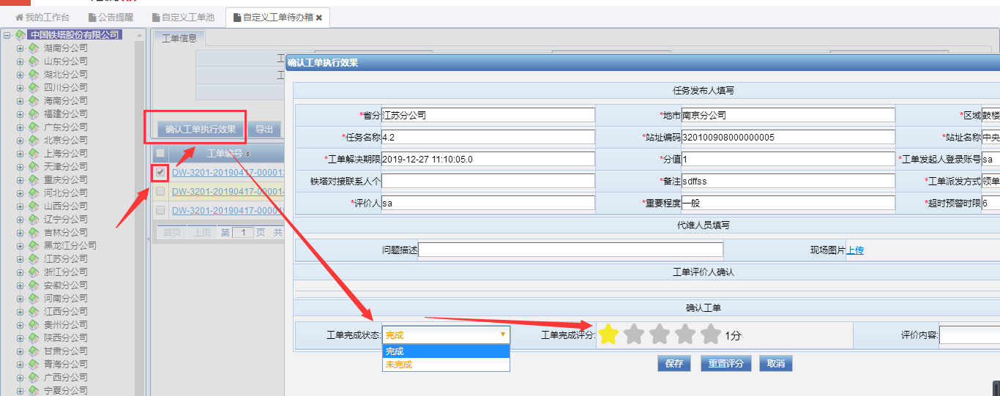 我的工作台 公告提醒 自定义工单池 自定义工单待办箱
中国铁塔股份有限公司
湖南分公司
山东分公司
湖北分公司
四川分公司
海南分公司
福建分公司
广东分公司
北京分公司
上海分公司
天津分公司
重庆分公司
河北分公司
山西分公司
辽宁分公司
吉林分公司
黑龙江分公司
江苏分公司
浙江分公司
安徽分公司
河南分公司
江西分公司
贵州分公司
陕西分公司
甘肃分公司
青海分公司
广西分公司
宁夏分公司
工单信息
工
工
确认工单执行效果 导出
工单编号
DW-3201-20190417-000013
DW-3201-20190417-000014
DW-3201-20190417-00001
首页 上页 第 1 页 共
确认工单执行效果
任务发布人填写
*省分 江苏分公司 *地市 南京分公司 *区域 鼓楼
*任务名称 4.2 *站址编码 320100908000000005 *站址名称 中央
*工单解决期限 2019-12-27 11:10:05.0 *分值 1 *工单发起人登录账号 sa
铁塔对接联系人个 *备注 sdffss *工单派发方式 领单
*评价人 sa *重要程度 一般 *超时预警时限 6
代维人员填写
问题描述 现场图片 上传
工单评价人确认
确认工单
工单完成状态: 完成 工单完成评分: 1分 评价内容:
完成
未完成
保存 重置评分 取消